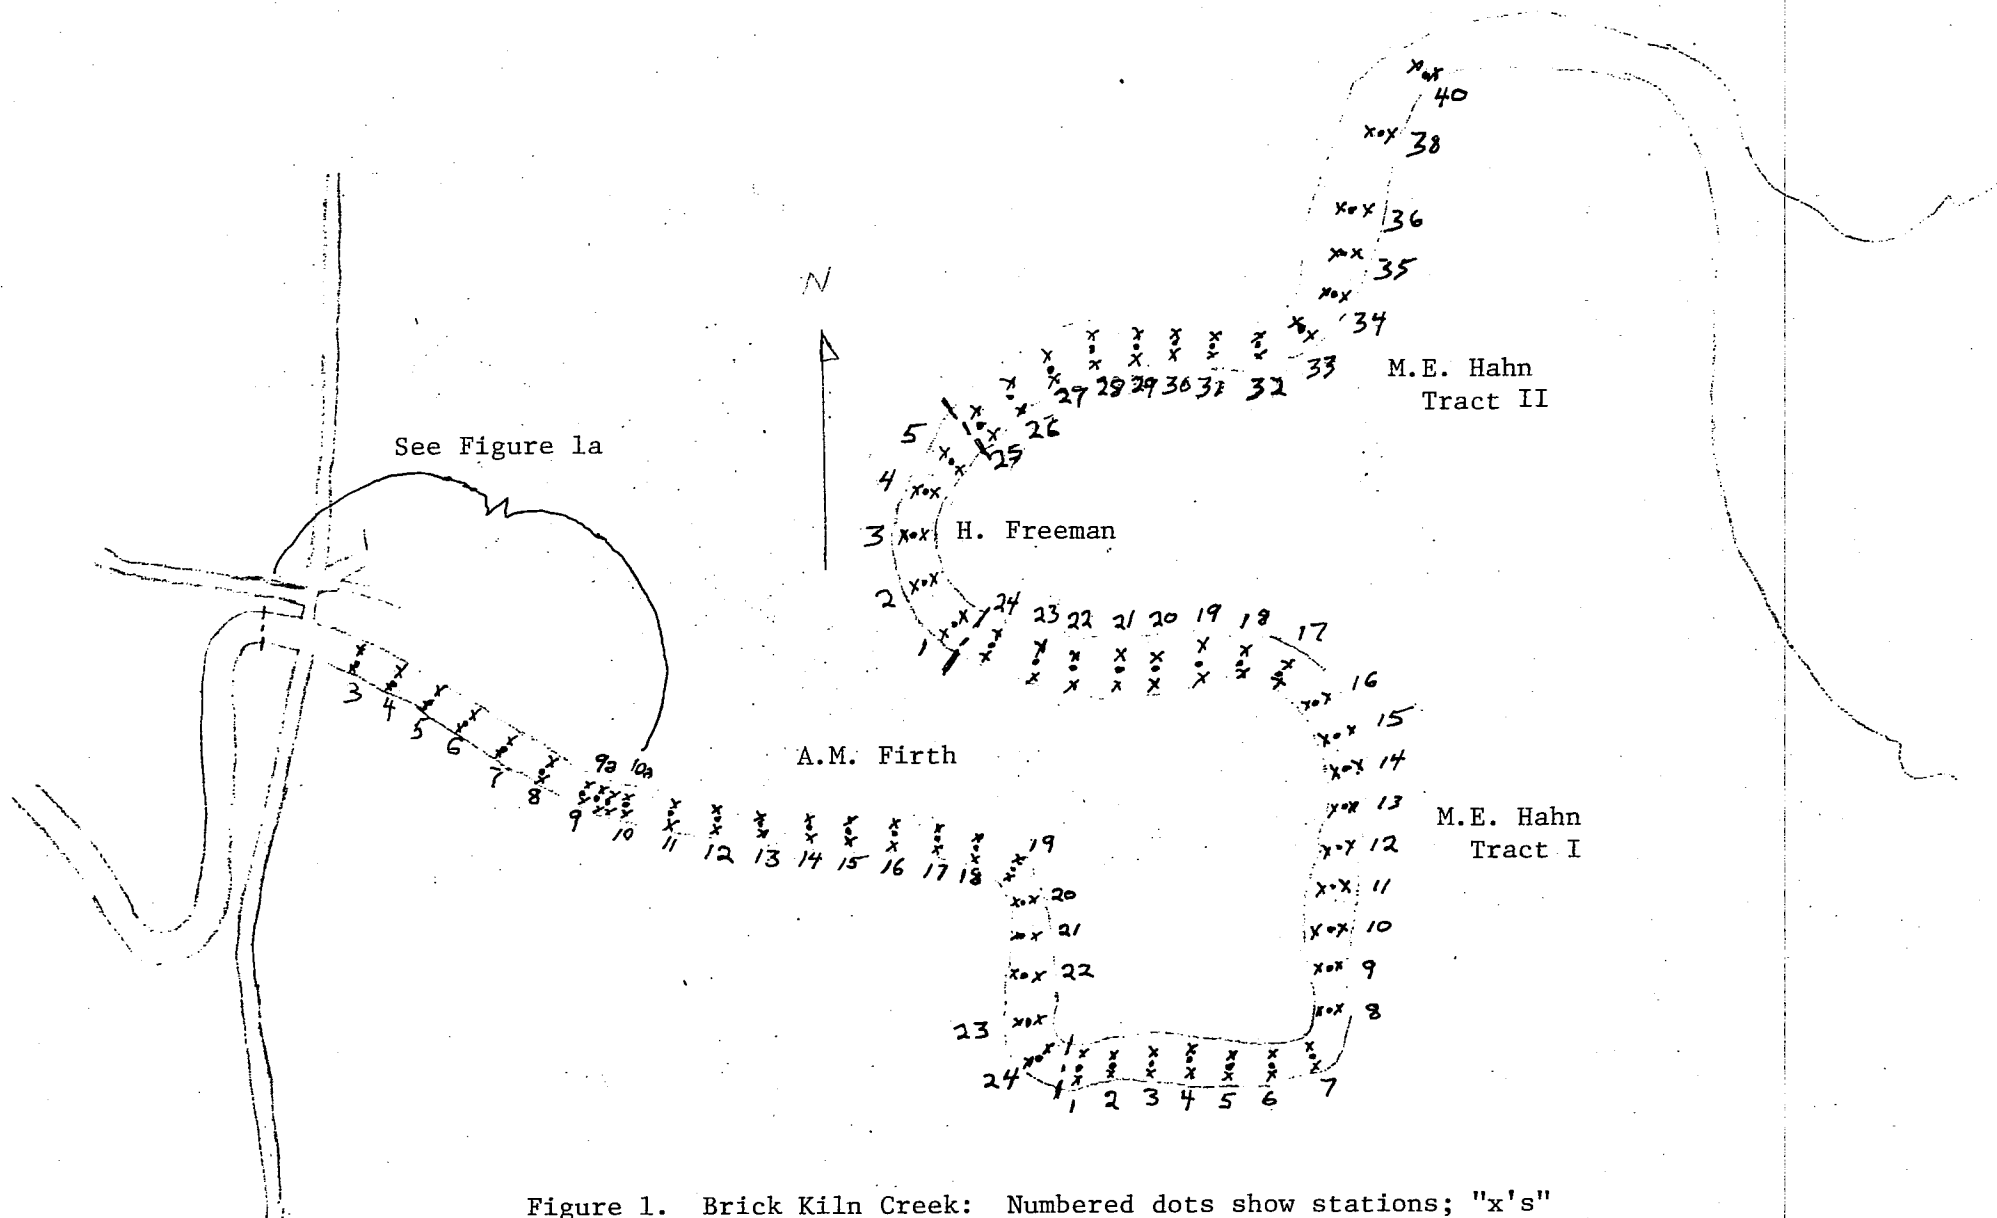 40
38
36
35
N
34
33
M.E. Hahn
Tract II
27 28 29 30 31 32
26
25
5
See Figure 1a
4
3
H. Freeman
2
1
24 23 22 21 20 19 18 17
16
15
14
13
12
11
10
9
8
M.E. Hahn
Tract I
3
4
5
6
7
8
9a 10a
A.M. Firth
9 10 11 12 13 14 15 16 17 18
19
20
21
22
23
24
1 2 3 4 5 6 7
Figure 1. Brick Kiln Creek: Numbered dots show stations; "x's"